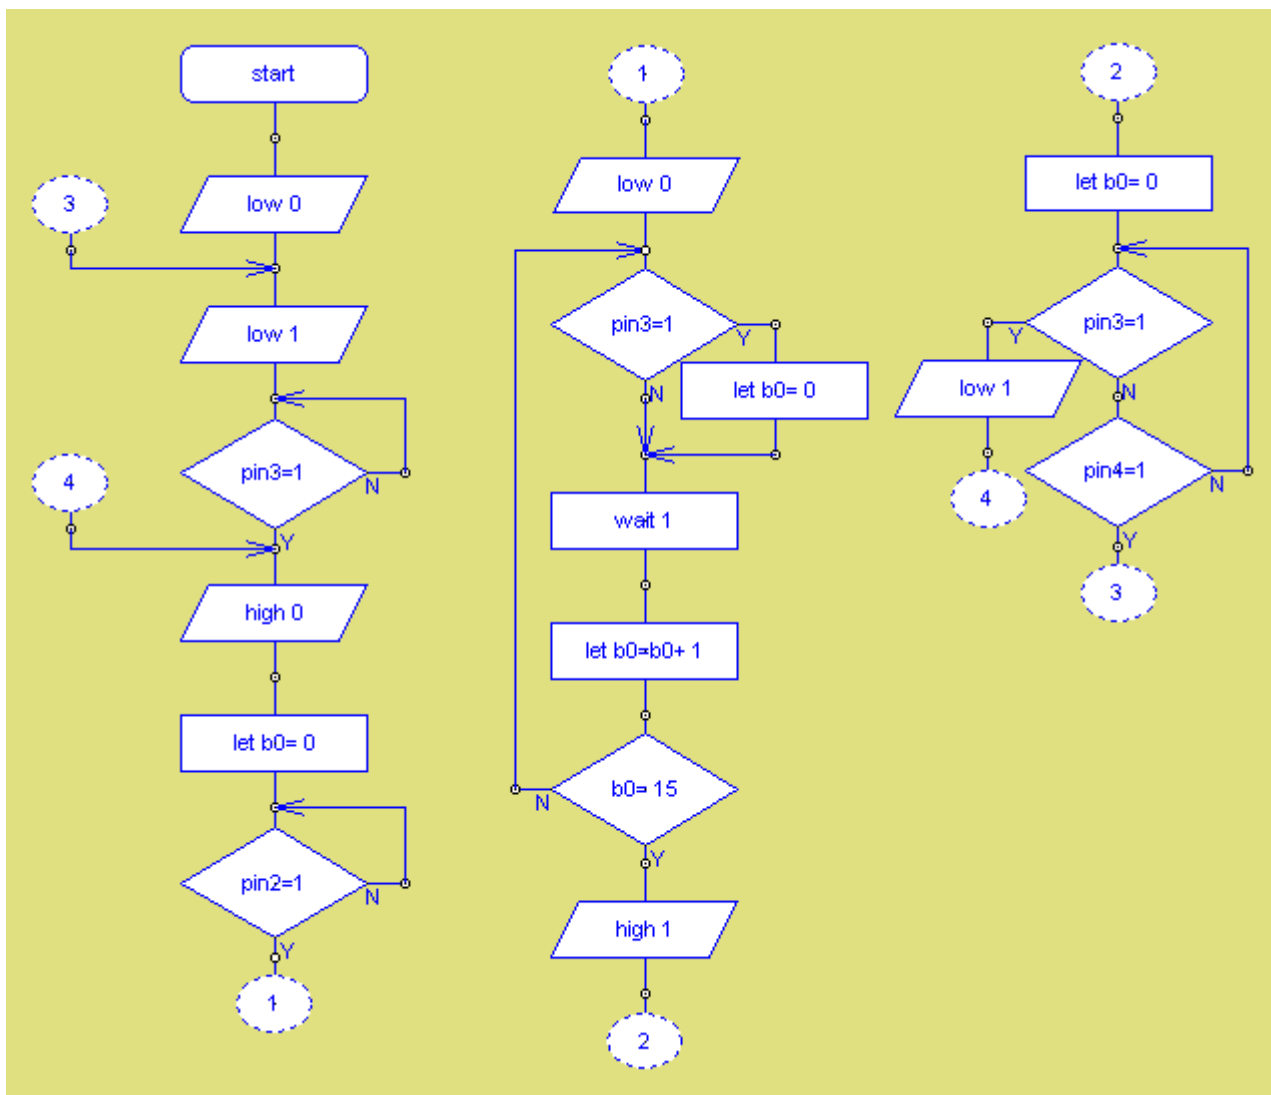 start
low 0
3
low 1
pin3=1
N
4
Y
high 0
let b0= 0
pin2=1
N
Y
1
1
low 0
pin3=1
Y
let b0= 0
N
wait 1
let b0=b0+ 1
b0= 15
N
Y
high 1
2
2
let b0= 0
pin3=1
Y
low 1
N
4
pin4=1
N
Y
3